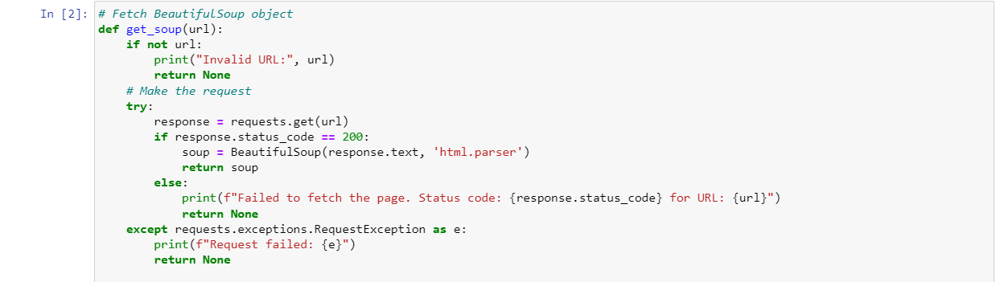 In [2]: # Fetch BeautifulSoup object
def get_soup(url):
    if not url:
        print("Invalid URL:", url)
        return None
    # Make the request
    try:
        response = requests.get(url)
        if response.status_code == 200:
            soup = BeautifulSoup(response.text, 'html.parser')
            return soup
        else:
            print(f"Failed to fetch the page. Status code: {response.status_code} for URL: {url}")
            return None
    except requests.exceptions.RequestException as e:
        print(f"Request failed: {e}")
        return None